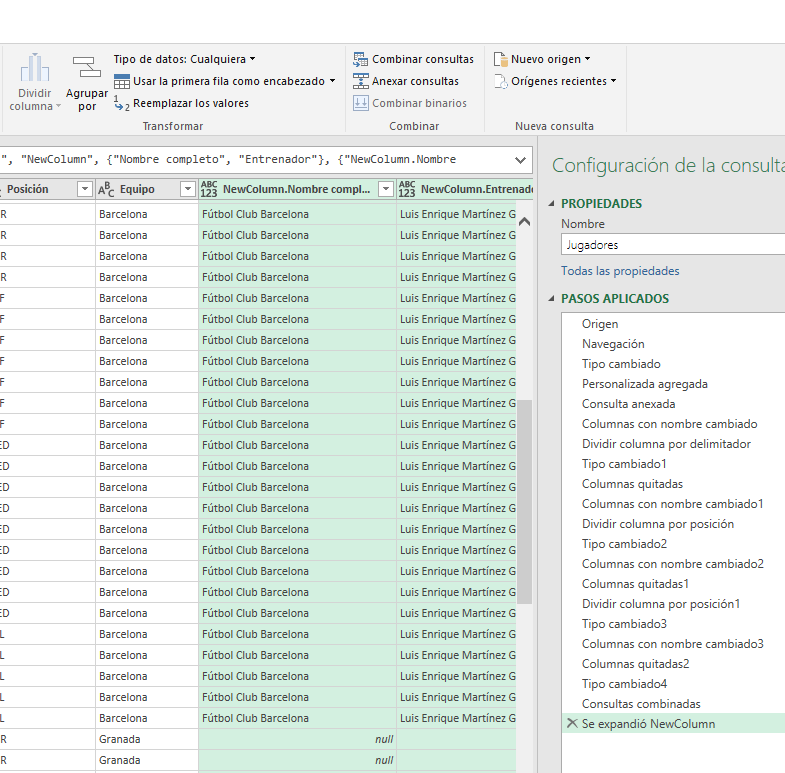 Tipo de datos: Cualquiera
Combinar consultas
Nuevo origen
Usar la primera fila como encabezado
Anexar consultas
Orígenes recientes
Dividir columna
Agrupar por
Reemplazar los valores
Combinar binarios
Transformar
Combinar
Nueva consulta
", "NewColumn", {"Nombre completo", "Entrenador"}, {"NewColumn.Nombre
Configuración de la consulta
Posición
ABC Equipo
ABC 123 NewColumn.Nombre compl...
ABC 123 NewColumn.Entrenad
R Barcelona Fútbol Club Barcelona Luis Enrique Martínez G
R Barcelona Fútbol Club Barcelona Luis Enrique Martínez G
R Barcelona Fútbol Club Barcelona Luis Enrique Martínez G
R Barcelona Fútbol Club Barcelona Luis Enrique Martínez G
F Barcelona Fútbol Club Barcelona Luis Enrique Martínez G
F Barcelona Fútbol Club Barcelona Luis Enrique Martínez G
F Barcelona Fútbol Club Barcelona Luis Enrique Martínez G
F Barcelona Fútbol Club Barcelona Luis Enrique Martínez G
F Barcelona Fútbol Club Barcelona Luis Enrique Martínez G
F Barcelona Fútbol Club Barcelona Luis Enrique Martínez G
F Barcelona Fútbol Club Barcelona Luis Enrique Martínez G
ED Barcelona Fútbol Club Barcelona Luis Enrique Martínez G
ED Barcelona Fútbol Club Barcelona Luis Enrique Martínez G
ED Barcelona Fútbol Club Barcelona Luis Enrique Martínez G
ED Barcelona Fútbol Club Barcelona Luis Enrique Martínez G
ED Barcelona Fútbol Club Barcelona Luis Enrique Martínez G
ED Barcelona Fútbol Club Barcelona Luis Enrique Martínez G
ED Barcelona Fútbol Club Barcelona Luis Enrique Martínez G
ED Barcelona Fútbol Club Barcelona Luis Enrique Martínez G
ED Barcelona Fútbol Club Barcelona Luis Enrique Martínez G
L Barcelona Fútbol Club Barcelona Luis Enrique Martínez G
L Barcelona Fútbol Club Barcelona Luis Enrique Martínez G
L Barcelona Fútbol Club Barcelona Luis Enrique Martínez G
L Barcelona Fútbol Club Barcelona Luis Enrique Martínez G
L Barcelona Fútbol Club Barcelona Luis Enrique Martínez G
R Granada null
R Granada null
PROPIEDADES
Nombre
Jugadores
Todas las propiedades
PASOS APLICADOS
Origen
Navegación
Tipo cambiado
Personalizada agregada
Consulta anexada
Columnas con nombre cambiado
Dividir columna por delimitador
Tipo cambiado1
Columnas quitadas
Columnas con nombre cambiado1
Dividir columna por posición
Tipo cambiado2
Columnas con nombre cambiado2
Columnas quitadas1
Dividir columna por posición1
Tipo cambiado3
Columnas con nombre cambiado3
Columnas quitadas2
Tipo cambiado4
Consultas combinadas
Se expandió NewColumn